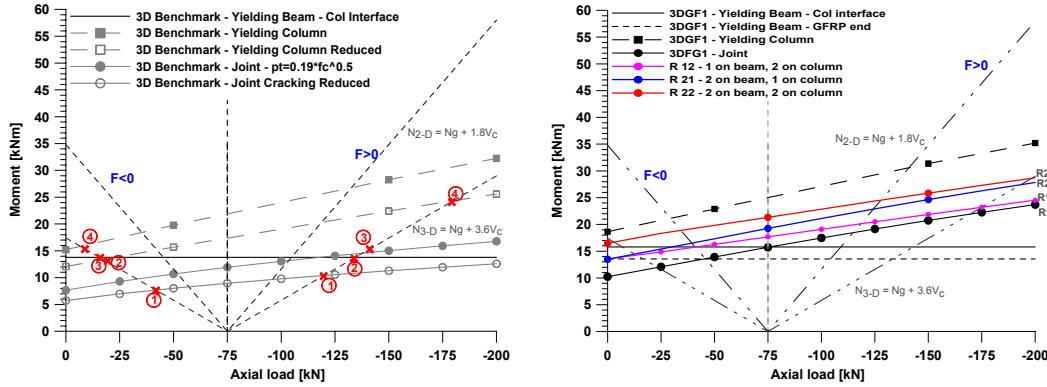 3D Benchmark - Yielding Beam - Col Interface
3D Benchmark - Yielding Column
3D Benchmark - Yielding Column Reduced
3D Benchmark - Joint - pt=0.19*fc^0.5
3D Benchmark - Joint Cracking Reduced
60
55
50
45
40
35
30
25
20
15
10
5
0
Moment [kNm]
N2-D = Ng + 1.8Vc
F>0
F<0
N3-D = Ng + 3.6Vc
4
3
2
1
4
3
2
1
0
-25
-50
-75
-100
-125
-150
-175
-200
Axial load [kN]
3DGF1 - Yielding Beam - Col interface
3DGF1 - Yielding Beam - GFRP end
3DGF1 - Yielding Column
3DFG1 - Joint
R 12 - 1 on beam, 2 on column
R 21 - 2 on beam, 1 on column
R 22 - 2 on beam, 2 on column
60
55
50
45
40
35
30
25
20
15
10
5
0
Moment [kNm]
F>0
N2-D = Ng + 1.8Vc
F<0
N3-D = Ng + 3.6Vc
0
-25
-50
-75
-100
-125
-150
-175
-200
Axial load [kN]